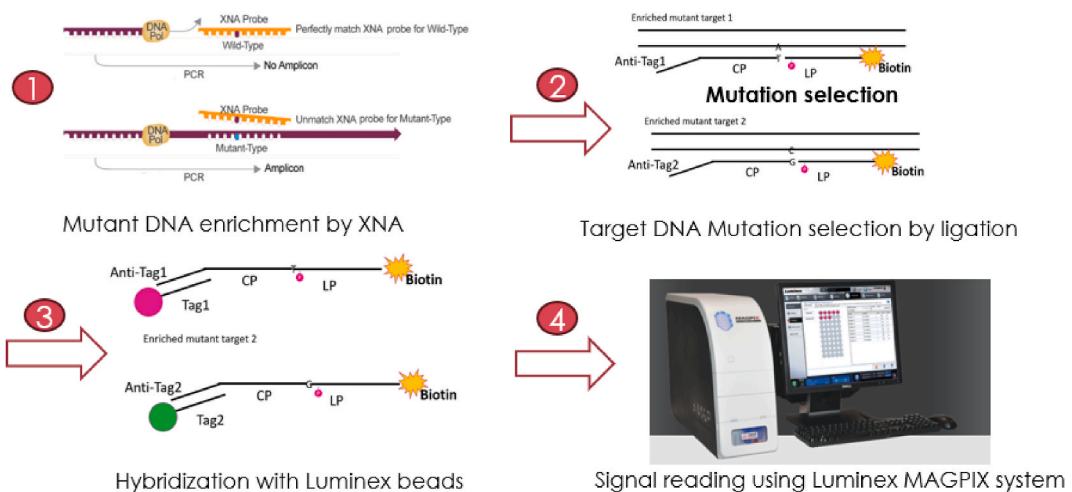 XNA Probe
DNA
Pol
Perfectly match XNA probe for Wild-Type
Wild-Type
PCR
No Amplicon
1
XNA Probe
Unmatch XNA probe for Mutant-Type
DNA
Pol
Mutant-Type
PCR
Amplicon
Mutant DNA enrichment by XNA
2
Enriched mutant target 1
A
Anti-Tag1
CP
T
LP
Biotin
Mutation selection
Enriched mutant target 2
C
Anti-Tag2
CP
G
LP
Biotin
Target DNA Mutation selection by ligation
3
Anti-Tag1
T
CP
LP
Biotin
Tag1
Enriched mutant target 2
Anti-Tag2
G
CP
LP
Biotin
Tag2
Hybridization with Luminex beads
4
Luminex
MAGPIX
Signal reading using Luminex MAGPIX system